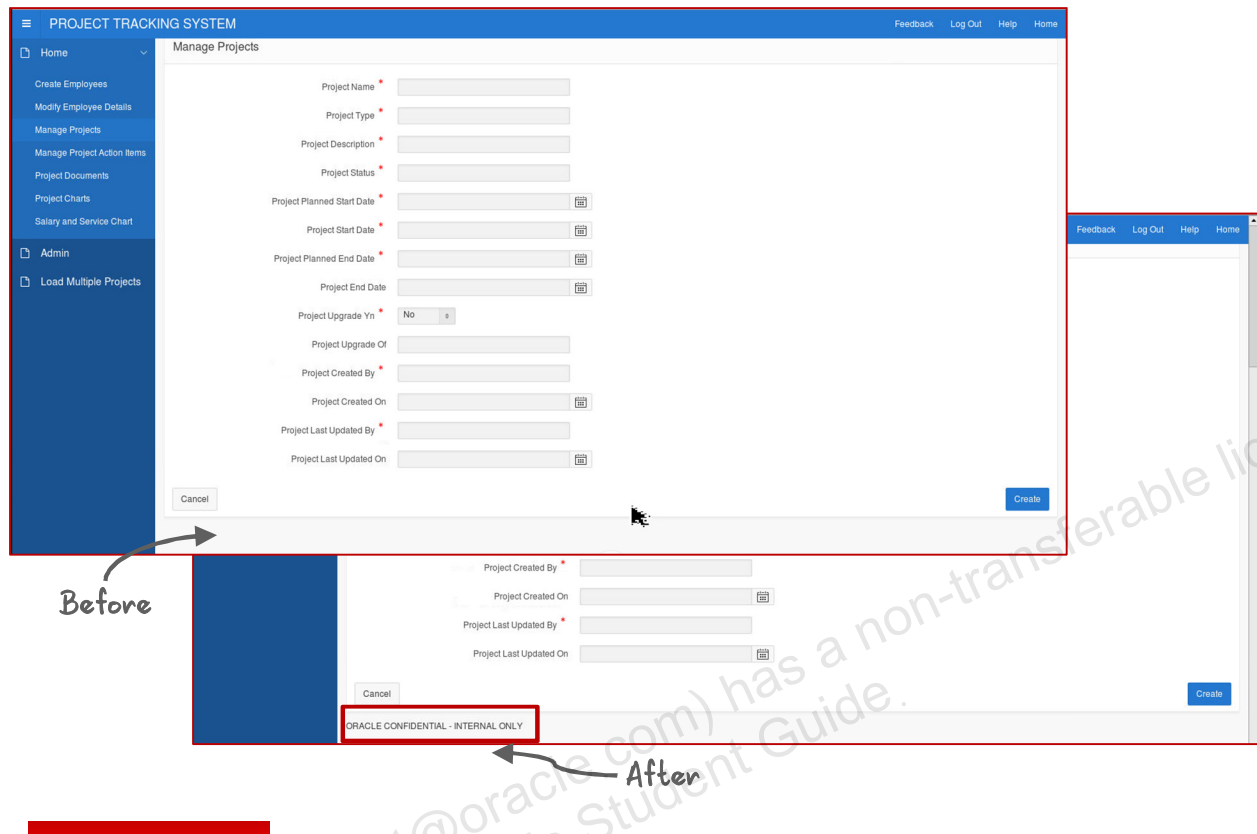 PROJECT TRACKING SYSTEM
Feedback Log Out Help Home
Home
Create Employees
Modify Employee Details
Manage Projects
Manage Project Action Items
Project Documents
Project Charts
Salary and Service Chart
Admin
Load Multiple Projects
Manage Projects
Project Name *
Project Type *
Project Description *
Project Status *
Project Planned Start Date *
Project Start Date *
Project Planned End Date *
Project End Date
Project Upgrade Yn * No
Project Upgrade Of
Project Created By *
Project Created On
Project Last Updated By *
Project Last Updated On
Cancel Create
Before
Feedback Log Out Help Home
Project Created By *
Project Created On
Project Last Updated By *
Project Last Updated On
Cancel Create
ORACLE CONFIDENTIAL - INTERNAL ONLY
After
@oracle com) has a non-transferable
Student Guide.